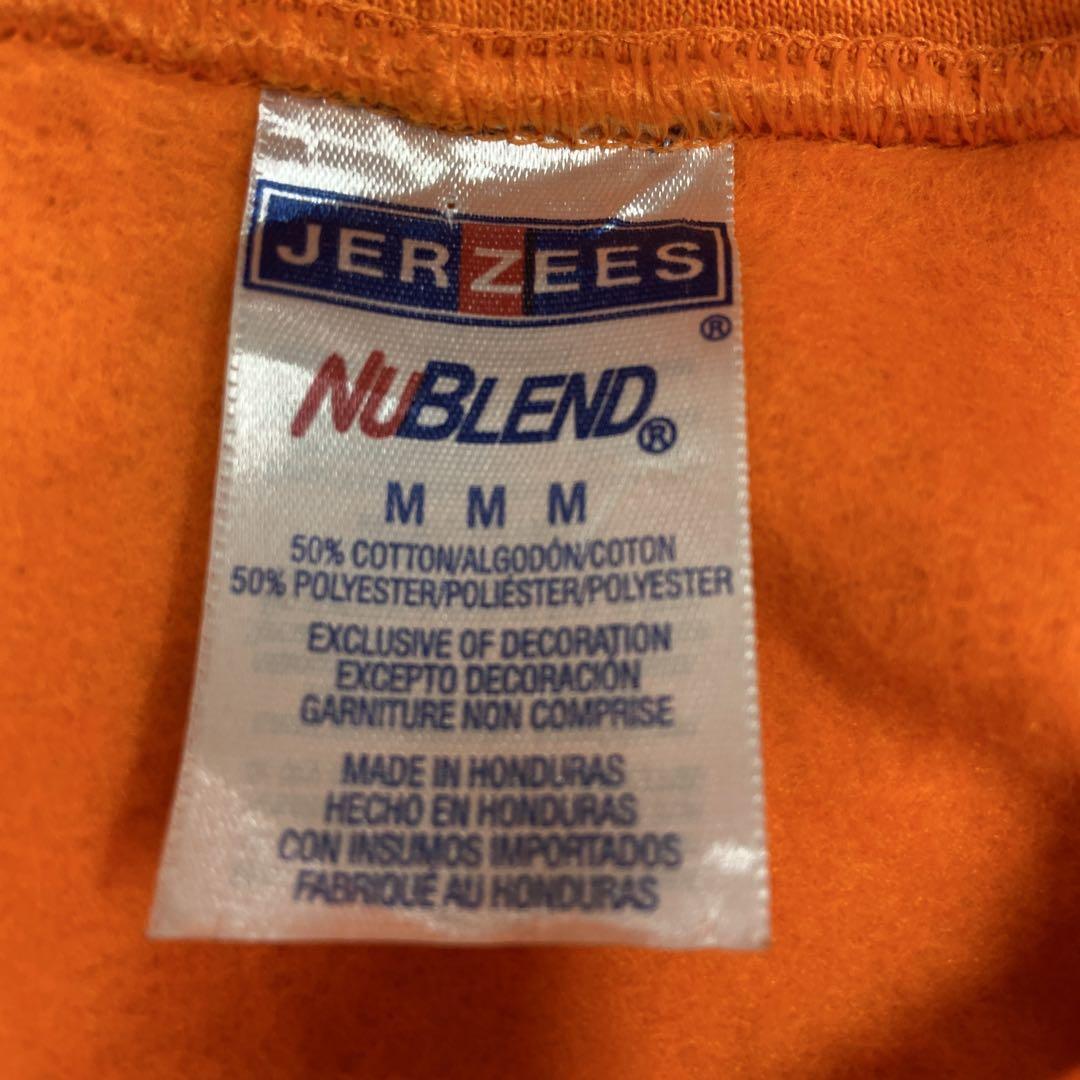 JERZEES
®
NUBLEND®
M M M
50% COTTON/ALGODÓN/COTON
50% POLYESTER/POLIÉSTER/POLYESTER
EXCLUSIVE OF DECORATION
EXCEPTO DECORACIÓN
GARNITURE NON COMPRISE
MADE IN HONDURAS
HECHO EN HONDURAS
CON INSUMOS IMPORTADOS
FABRIQUÉ AU HONDURAS